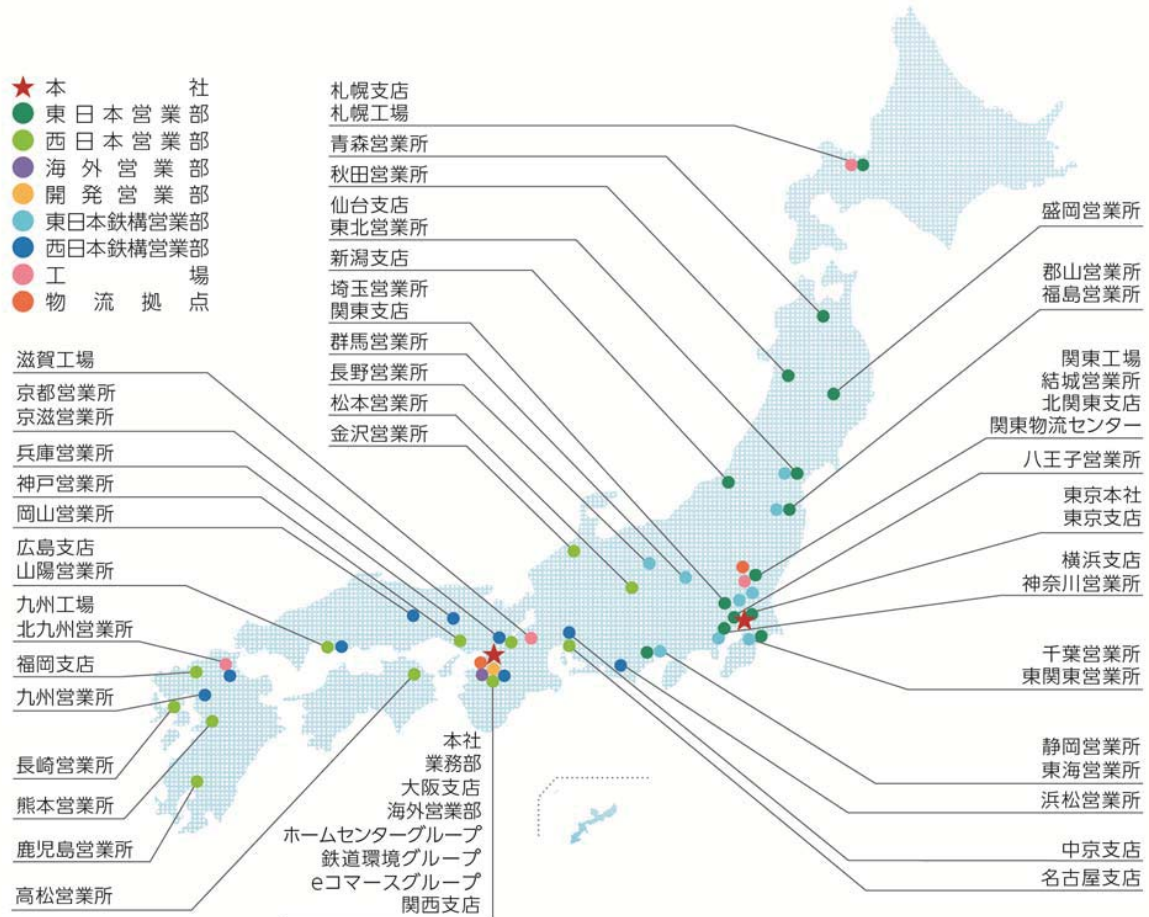 本社
東日本営業部
西日本営業部
海外営業部
開発営業部
東日本鉄構営業部
西日本鉄構営業部
工場
物流拠点
滋賀工場
京都営業所
京滋営業所
兵庫営業所
神戸営業所
岡山営業所
広島支店
山陽営業所
九州工場
北九州営業所
福岡支店
九州営業所
長崎営業所
熊本営業所
鹿児島営業所
高松営業所
札幌支店
札幌工場
青森営業所
秋田営業所
仙台支店
東北営業所
新潟支店
埼玉営業所
関東支店
群馬営業所
長野営業所
松本営業所
金沢営業所
本社
業務部
大阪支店
海外営業部
ホームセンターグループ
鉄道環境グループ
eコマースグループ
関西支店
盛岡営業所
郡山営業所
福島営業所
関東工場
結城営業所
北関東支店
関東物流センター
八王子営業所
東京本社
東京支店
横浜支店
神奈川営業所
千葉営業所
東関東営業所
静岡営業所
東海営業所
浜松営業所
中京支店
名古屋支店